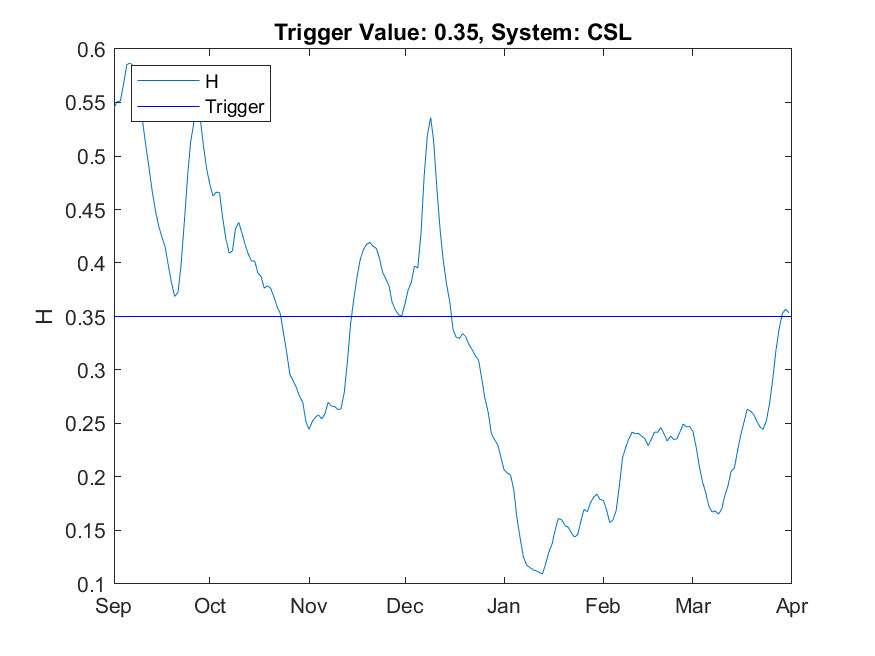 Trigger Value: 0.35, System: CSL
H
Trigger
0.6
0.55
0.5
0.45
0.4
0.35
0.3
0.25
0.2
0.15
0.1
H
Sep Oct Nov Dec Jan Feb Mar Apr